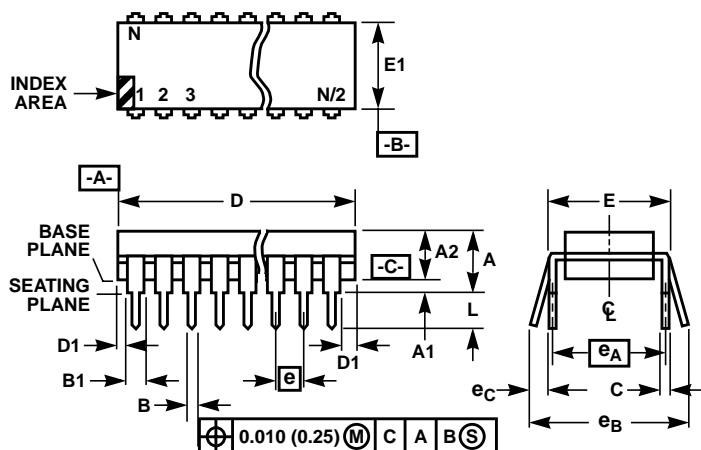 N
E1
INDEX
AREA
1 2 3 N/2
-B-
-A-
D
E
BASE
PLANE
A2
A
-C-
SEATING
PLANE
L
C L
D1
A1
D1
e
eA
B1
eC
C
B
eB
0.010 (0.25) M C A B S